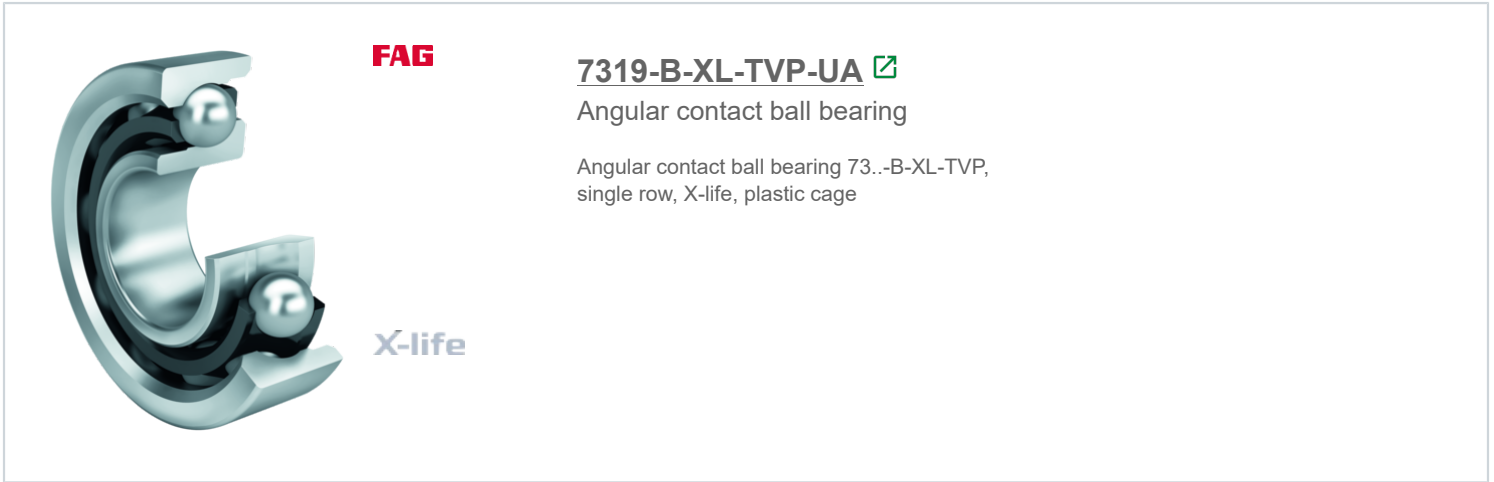 FAG
7319-B-XL-TVP-UA
Angular contact ball bearing
Angular contact ball bearing 73..-B-XL-TVP,
single row, X-life, plastic cage
X-life